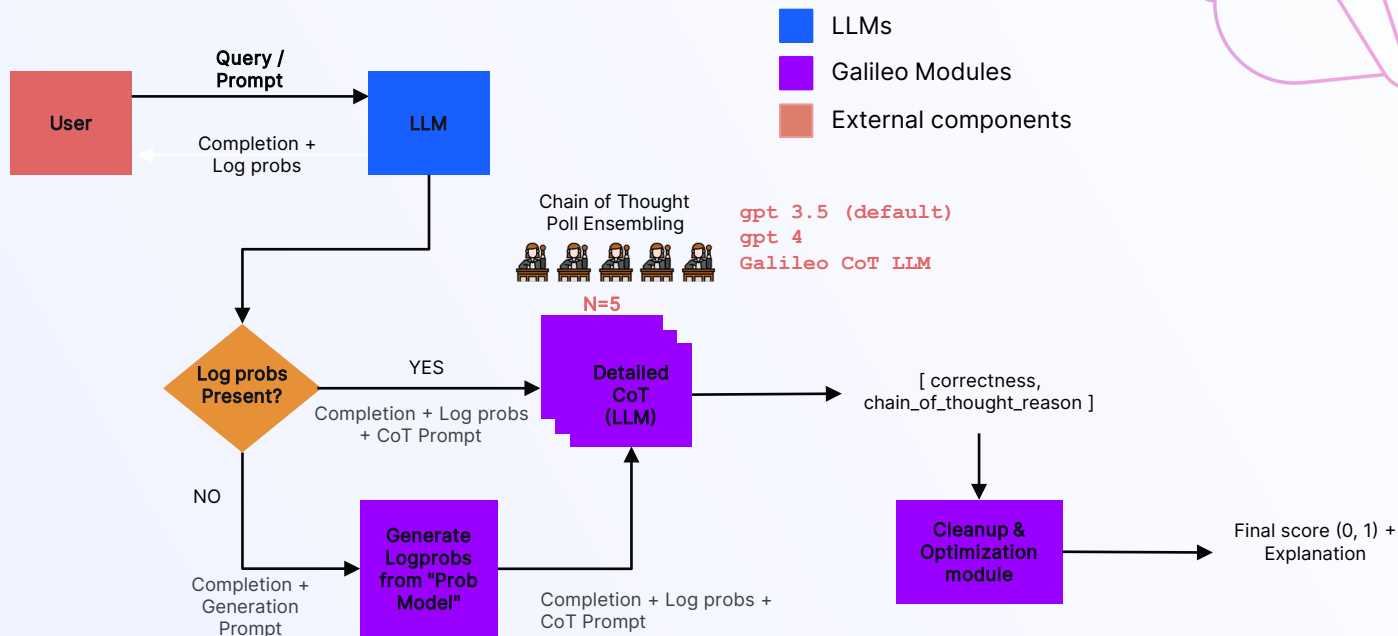 LLMs
Galileo Modules
External components
Query /
Prompt
User
LLM
Completion +
Log probs
Chain of Thought
Poll Ensembling
gpt 3.5 (default)
gpt 4
Galileo CoT LLM
N=5
Log probs
Present?
YES
Completion + Log probs
+ CoT Prompt
Detailed
CoT
(LLM)
[ correctness,
chain_of_thought_reason ]
NO
Generate
Logprobs
from "Prob
Model"
Completion +
Generation
Prompt
Completion + Log probs +
CoT Prompt
Cleanup &
Optimization
module
Final score (0, 1) +
Explanation